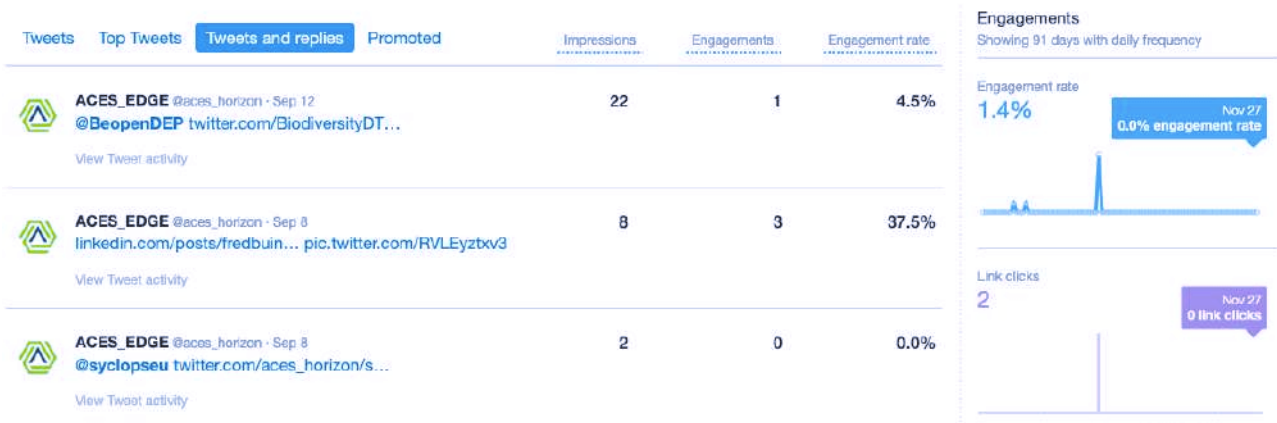 Tweets Top Tweets Tweets and replies Promoted Impressions Engagements Engagement rate
ACES_EDGE @aces_horizon · Sep 12 22 1 4.5%
@BeopenDEP twitter.com/BiodiversityDT…
View Tweet activity
ACES_EDGE @aces_horizon · Sep 8 8 3 37.5%
linkedin.com/posts/fredbuin… pic.twitter.com/RVLEyztxv3
View Tweet activity
ACES_EDGE @aces_horizon · Sep 8 2 0 0.0%
@syclopseu twitter.com/aces_horizon/s…
View Tweet activity
Engagements
Showing 91 days with daily frequency
Engagement rate
1.4%
Nov 27
0.0% engagement rate
Link clicks
2
Nov 27
0 link clicks